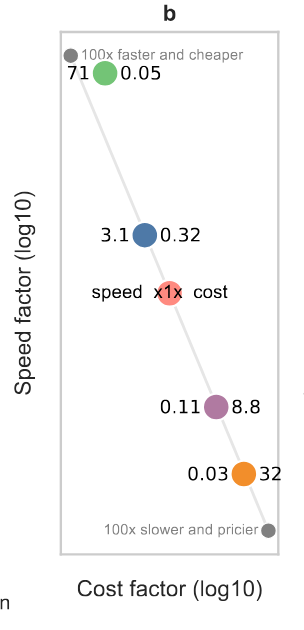 b
100x faster and cheaper
71 0.05
3.1 0.32
speed x1x cost
0.11 8.8
0.03 32
100x slower and pricier
Speed factor (log10)
Cost factor (log10)
n